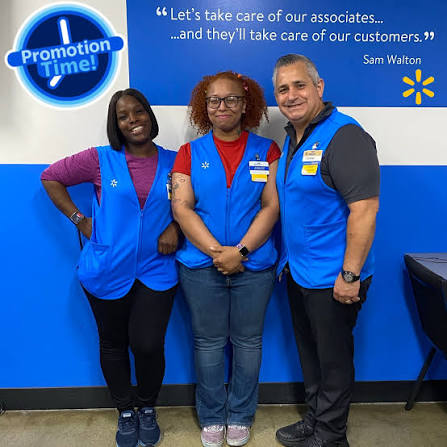 Promotion
Time!
“Let's take care of our associates...
...and they'll take care of our customers.”
Sam Walton